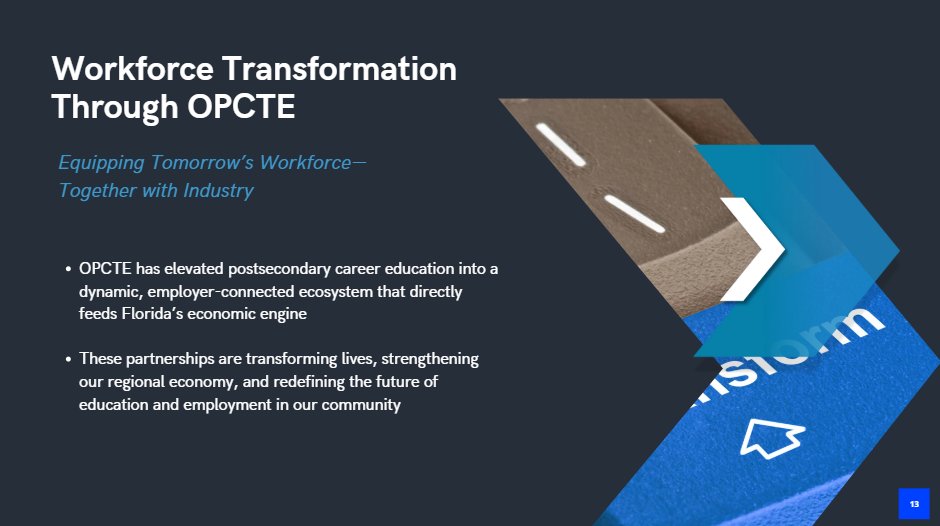 Workforce Transformation
Through OPCTE
Equipping Tomorrow's Workforce—
Together with Industry
• OPCTE has elevated postsecondary career education into a
dynamic, employer-connected ecosystem that directly
feeds Florida's economic engine
• These partnerships are transforming lives, strengthening
our regional economy, and redefining the future of
education and employment in our community
nsform
13